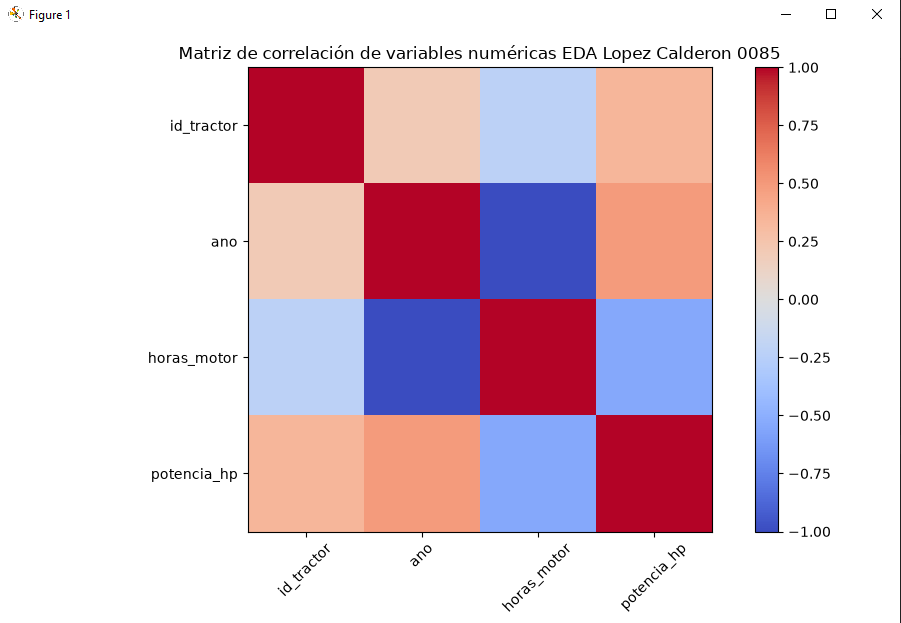 Figure 1
Matriz de correlación de variables numéricas EDA Lopez Calderon 0085
id_tractor
ano
horas_motor
potencia_hp
id_tractor
ano
horas_motor
potencia_hp
1.00
0.75
0.50
0.25
0.00
−0.25
−0.50
−0.75
−1.00